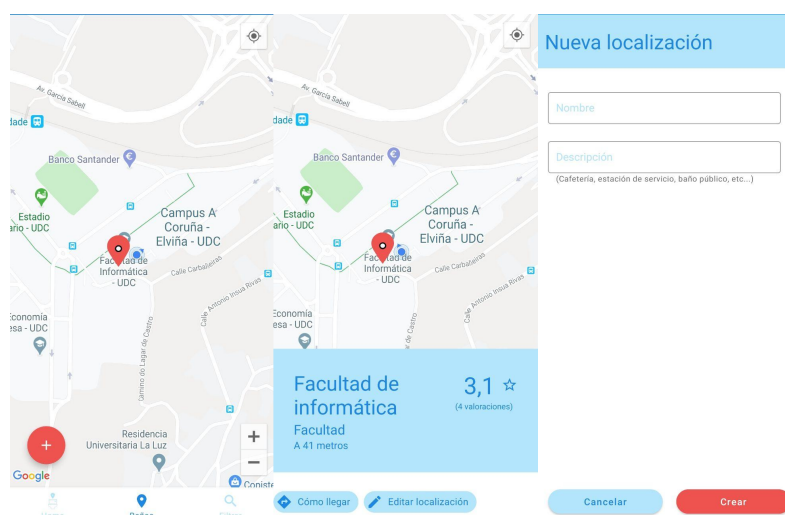 Av. García Sabell
dade
Banco Santander
Estadio
ario - UDC
Campus A
Coruña -
Elviña - UDC
Facultad de
Informática
- UDC
Calle Carballeiras
Calle Antonio Insua Rivas
Economía
esa - UDC
Camino do Lagar de Castro
Residencia
Universitaria La Luz
+
+
−
Google
Coniste
Baños
Av. García Sabell
dade
Banco Santander
Estadio
ario - UDC
Campus A
Coruña -
Elviña - UDC
Facultad de
Informática
- UDC
Calle Carballeiras
Calle Antonio Insua Rivas
Economía
esa - UDC
r de Castro
Facultad de
informática
3,1
(4 valoraciones)
Facultad
A 41 metros
Cómo llegar
Editar localización
Nueva localización
Nombre
Descripción
(Cafetería, estación de servicio, baño público, etc...)
Cancelar
Crear